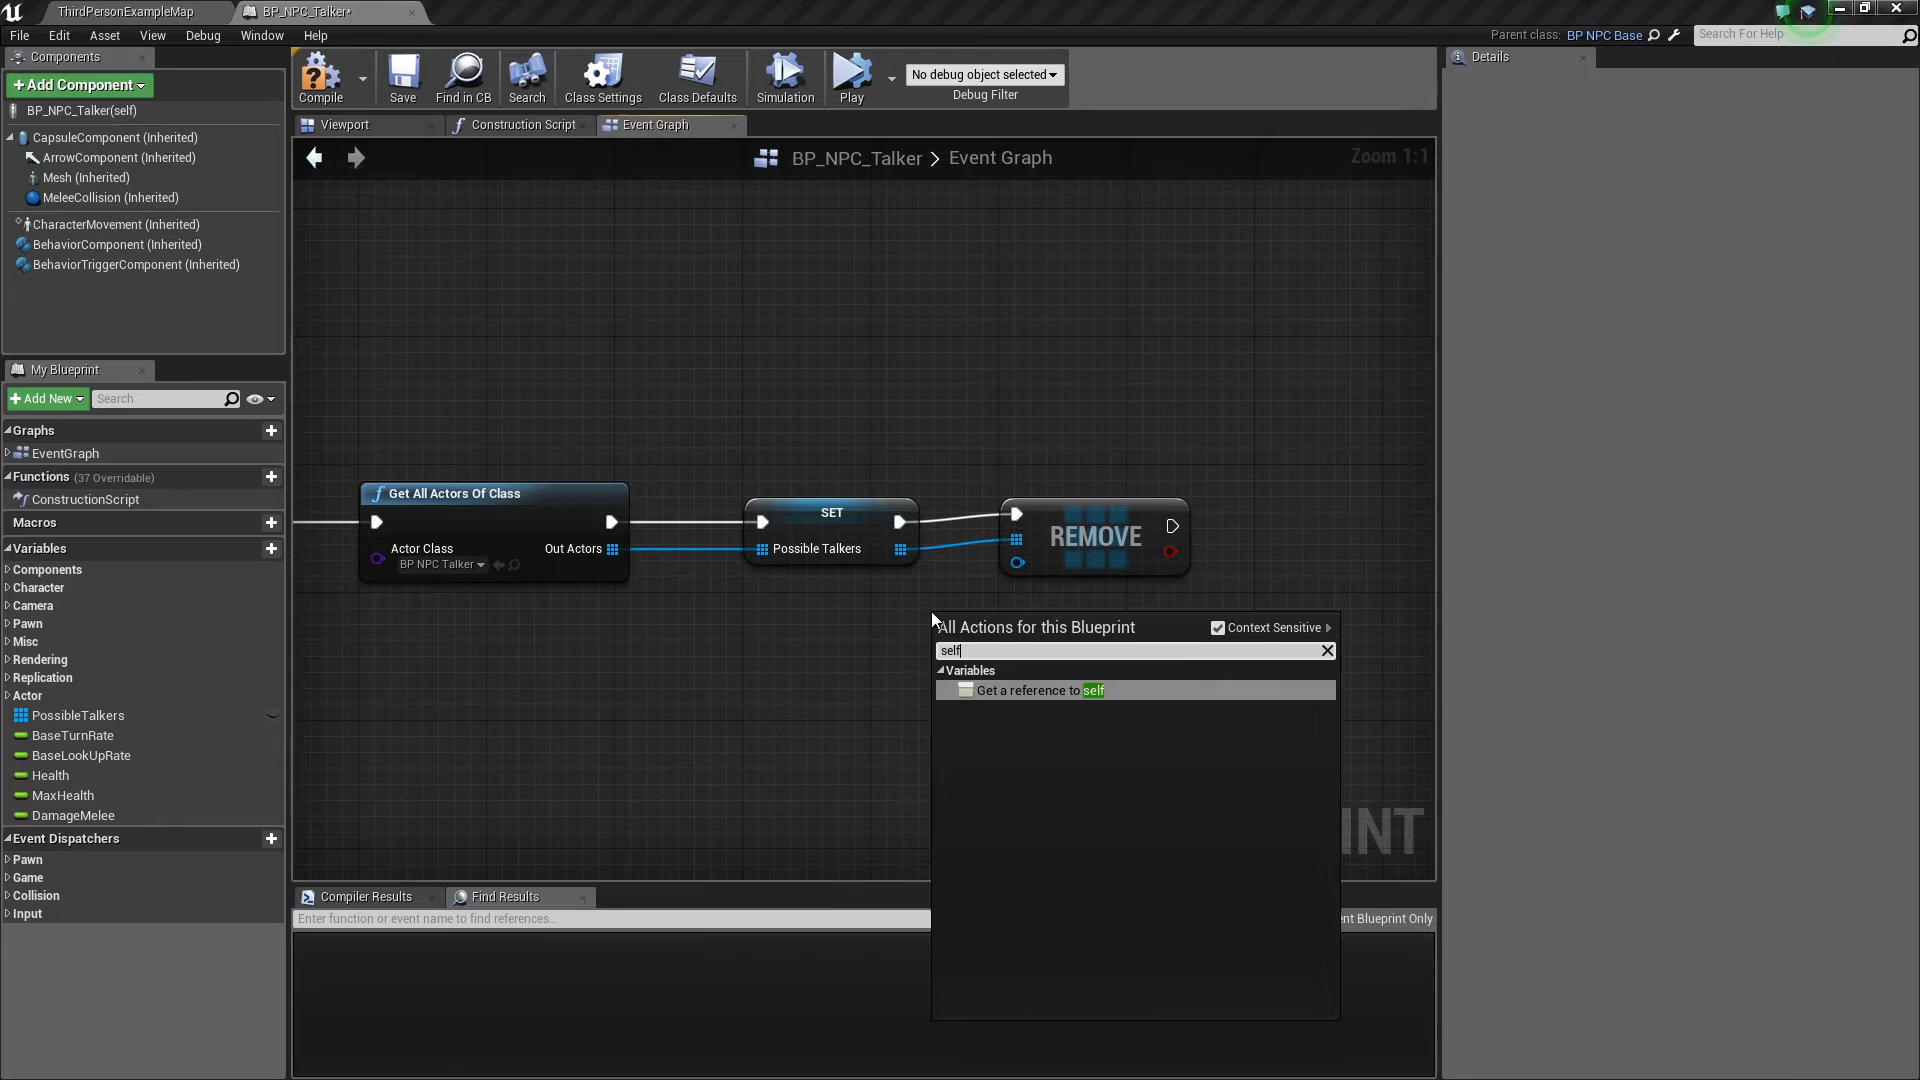 ThirdPersonExampleMap
BP_NPC_Talker*
File Edit Asset View Debug Window Help
Parent class: BP NPC Base
Search For Help
Components
Details
+Add Component
Compile
Save
Find in CB
Search
Class Settings
Class Defaults
Simulation
Play
No debug object selected
Debug Filter
BP_NPC_Talker(self)
Viewport
Construction Script
Event Graph
CapsuleComponent (Inherited)
ArrowComponent (Inherited)
Mesh (Inherited)
MeleeCollision (Inherited)
CharacterMovement (Inherited)
BehaviorComponent (Inherited)
BehaviorTriggerComponent (Inherited)
BP_NPC_Talker > Event Graph
Zoom 1:1
My Blueprint
+Add New
Search
Graphs
EventGraph
Functions (37 Overridable)
ConstructionScript
Macros
Variables
Components
Character
Camera
Pawn
Misc
Rendering
Replication
Actor
PossibleTalkers
BaseTurnRate
BaseLookUpRate
Health
MaxHealth
DamageMelee
Event Dispatchers
Pawn
Game
Collision
Input
Get All Actors Of Class
Actor Class
BP NPC Talker
Out Actors
SET
Possible Talkers
REMOVE
All Actions for this Blueprint
Context Sensitive
self
Variables
Get a reference to self
INT
Compiler Results
Find Results
Enter function or event name to find references...
ent Blueprint Only